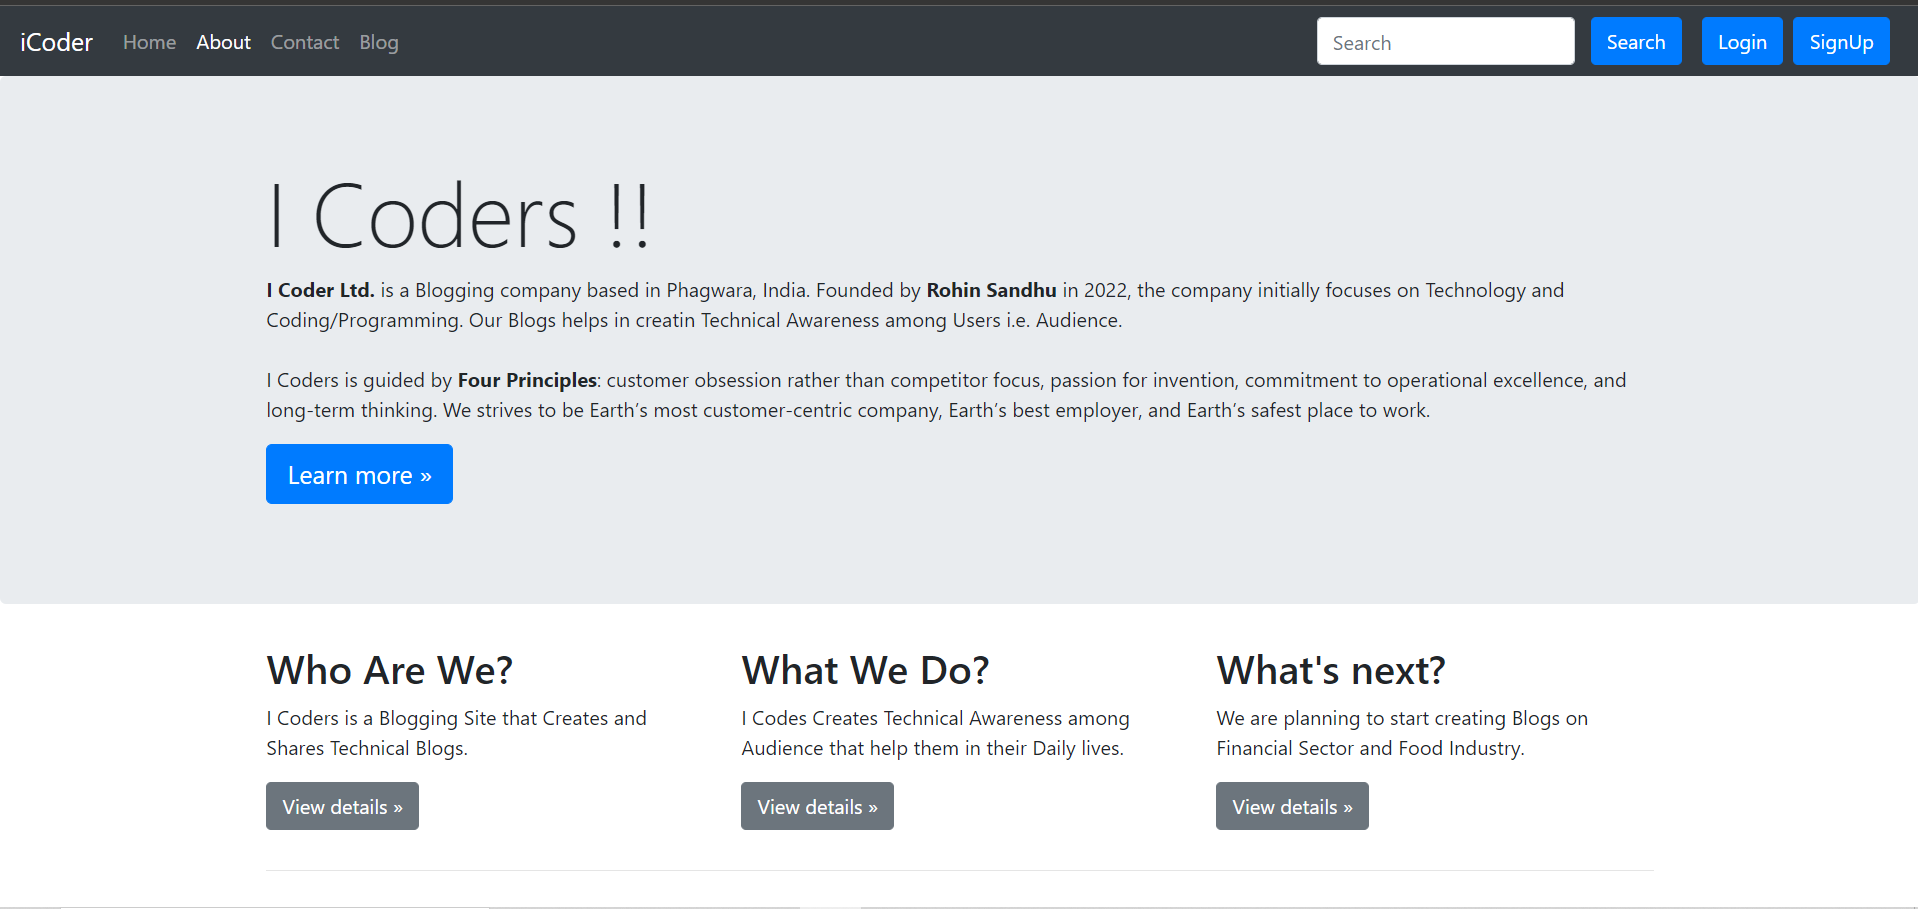 iCoder Home About Contact Blog Search Search Login SignUp
I Coders !!
I Coder Ltd. is a Blogging company based in Phagwara, India. Founded by Rohin Sandhu in 2022, the company initially focuses on Technology and
Coding/Programming. Our Blogs helps in creatin Technical Awareness among Users i.e. Audience.
I Coders is guided by Four Principles: customer obsession rather than competitor focus, passion for invention, commitment to operational excellence, and
long-term thinking. We strives to be Earth’s most customer-centric company, Earth’s best employer, and Earth’s safest place to work.
Learn more »
Who Are We?
I Coders is a Blogging Site that Creates and
Shares Technical Blogs.
View details »
What We Do?
I Codes Creates Technical Awareness among
Audience that help them in their Daily lives.
View details »
What's next?
We are planning to start creating Blogs on
Financial Sector and Food Industry.
View details »